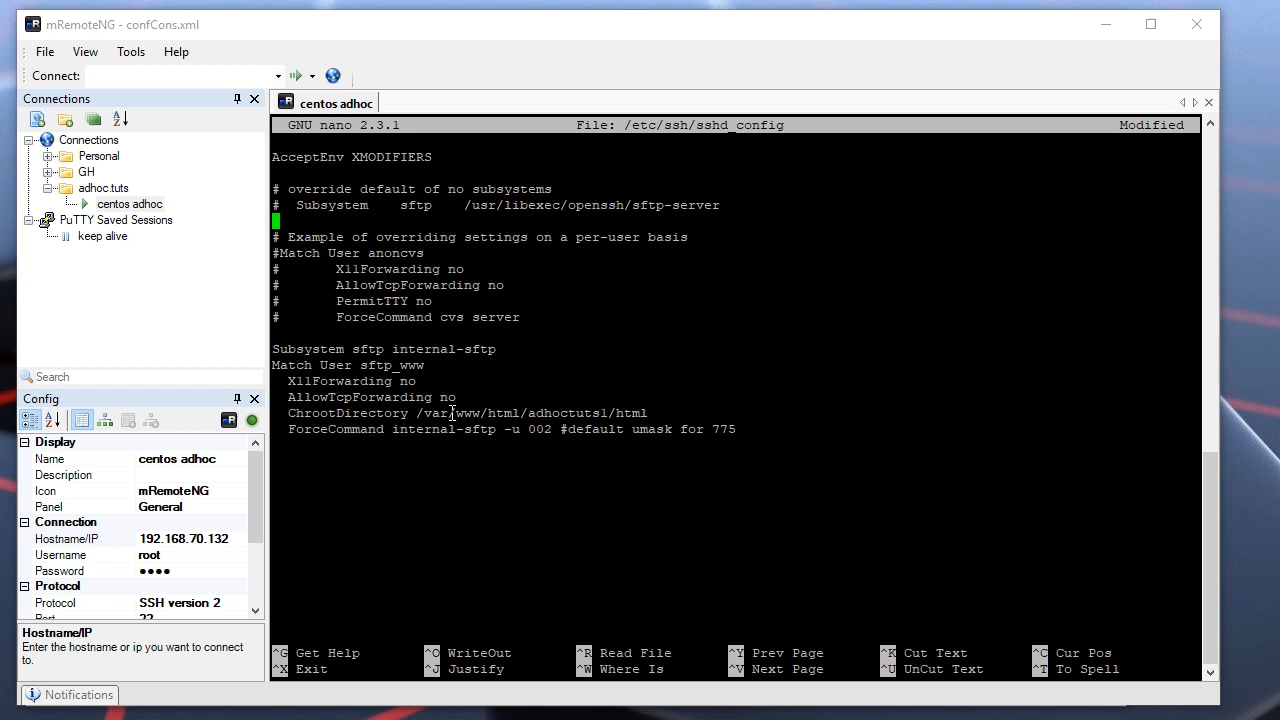 mRemoteNG - confCons.xml
File View Tools Help
Connect:
Connections
Connections
Personal
GH
adhoc.tuts
centos adhoc
PuTTY Saved Sessions
keep alive
Search
Config
Display
Name centos adhoc
Description
Icon mRemoteNG
Panel General
Connection
Hostname/IP 192.168.70.132
Username root
Password ●●●●
Protocol
Protocol SSH version 2
Port 22
Hostname/IP
Enter the hostname or ip you want to connect
to.
Notifications
centos adhoc
GNU nano 2.3.1 File: /etc/ssh/sshd_config Modified
AcceptEnv XMODIFIERS
# override default of no subsystems
# Subsystem sftp /usr/libexec/openssh/sftp-server
# Example of overriding settings on a per-user basis
#Match User anoncvs
# X11Forwarding no
# AllowTcpForwarding no
# PermitTTY no
# ForceCommand cvs server
Subsystem sftp internal-sftp
Match User sftp_www
X11Forwarding no
AllowTcpForwarding no
ChrootDirectory /var/www/html/adhoctuts1/html
ForceCommand internal-sftp -u 002 #default umask for 775
^G Get Help ^O WriteOut ^R Read File ^Y Prev Page ^K Cut Text ^C Cur Pos
^X Exit ^J Justify ^W Where Is ^V Next Page ^U UnCut Text ^T To Spell